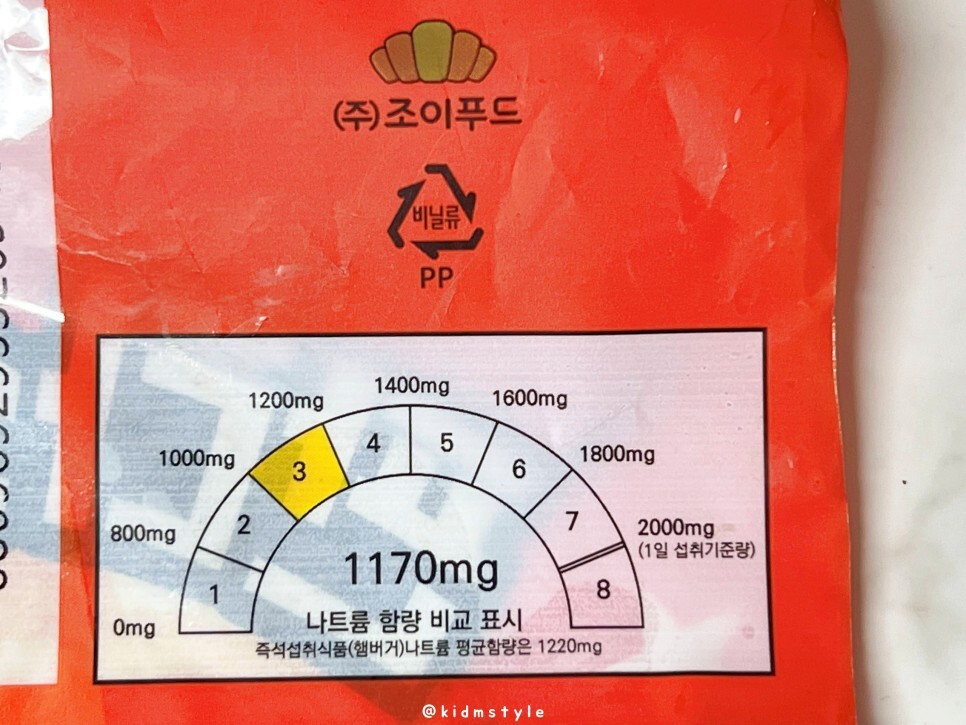 (주)조이푸드
비닐류
PP
1400mg
1200mg
1600mg
1000mg
1800mg
800mg
2000mg
(1일 섭취기준량)
0mg
1
2
3
4
5
6
7
8
1170mg
나트륨 함량 비교 표시
즉석섭취식품(햄버거)나트륨 평균함량은 1220mg
@kidmstyle